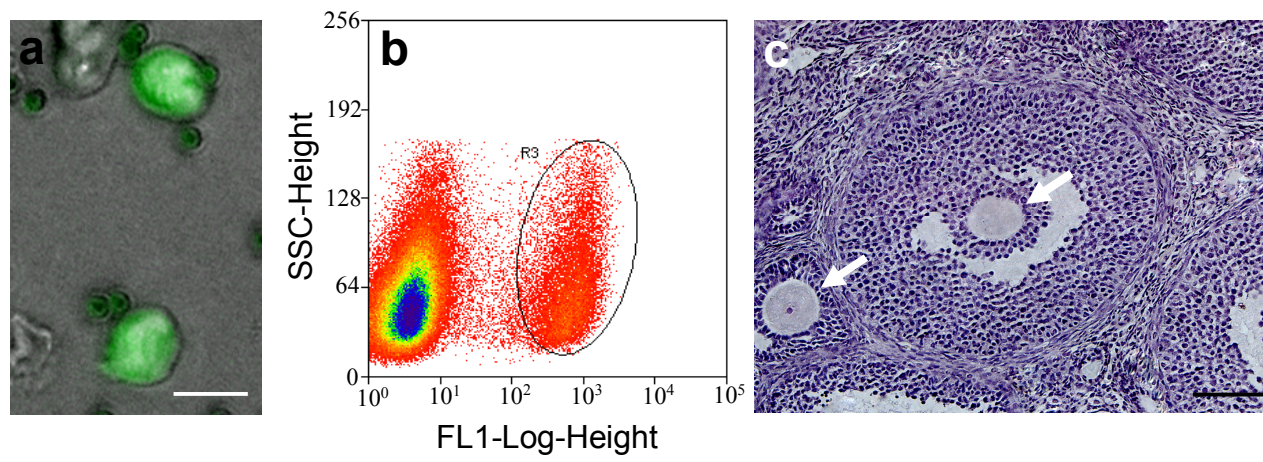 a
b
c
256
192
128
64
0
SSC-Height
R3
10⁰ 10¹ 10² 10³ 10⁴ 10⁵
FL1-Log-Height